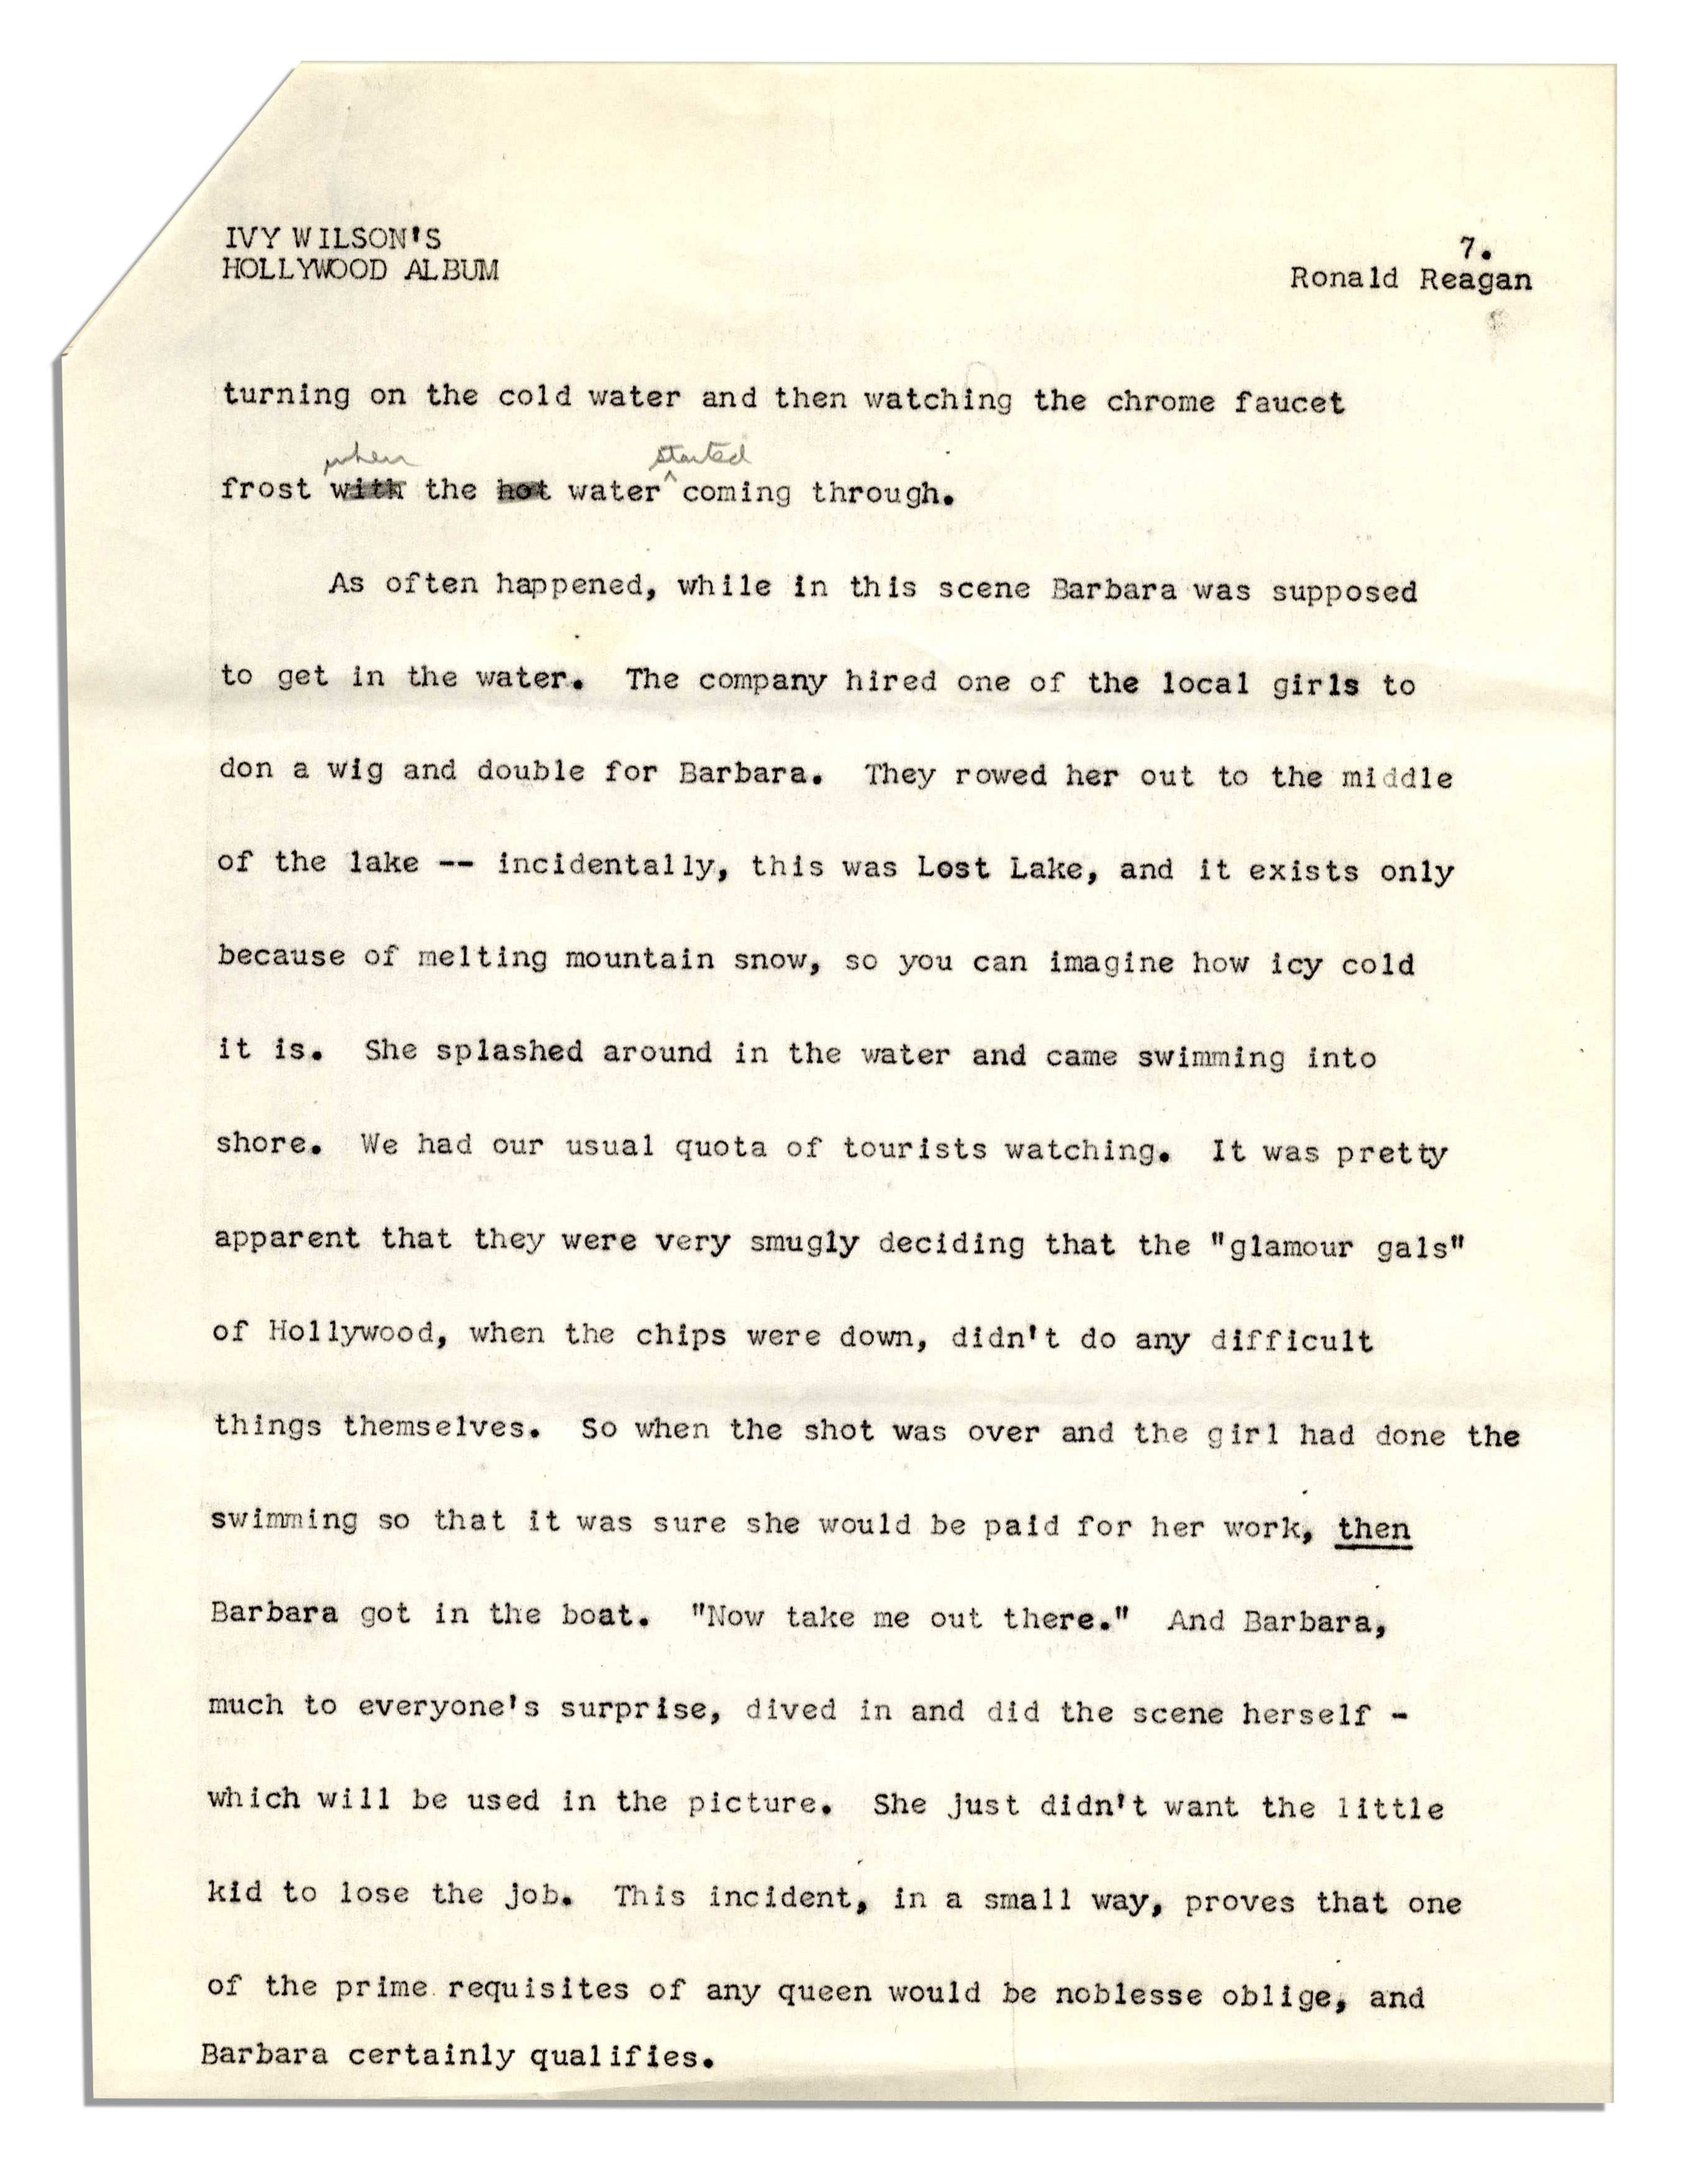 IVY WILSON'S
HOLLYWOOD ALBUM
7.
Ronald Reagan
turning on the cold water and then watching the chrome faucet
when started
frost with the hot water ^ coming through.
As often happened, while in this scene Barbara was supposed
to get in the water. The company hired one of the local girls to
don a wig and double for Barbara. They rowed her out to the middle
of the lake -- incidentally, this was Lost Lake, and it exists only
because of melting mountain snow, so you can imagine how icy cold
it is. She splashed around in the water and came swimming into
shore. We had our usual quota of tourists watching. It was pretty
apparent that they were very smugly deciding that the "glamour gals"
of Hollywood, when the chips were down, didn't do any difficult
things themselves. So when the shot was over and the girl had done the
swimming so that it was sure she would be paid for her work, then
Barbara got in the boat. "Now take me out there." And Barbara,
much to everyone's surprise, dived in and did the scene herself -
which will be used in the picture. She just didn't want the little
kid to lose the job. This incident, in a small way, proves that one
of the prime requisites of any queen would be noblesse oblige, and
Barbara certainly qualifies.